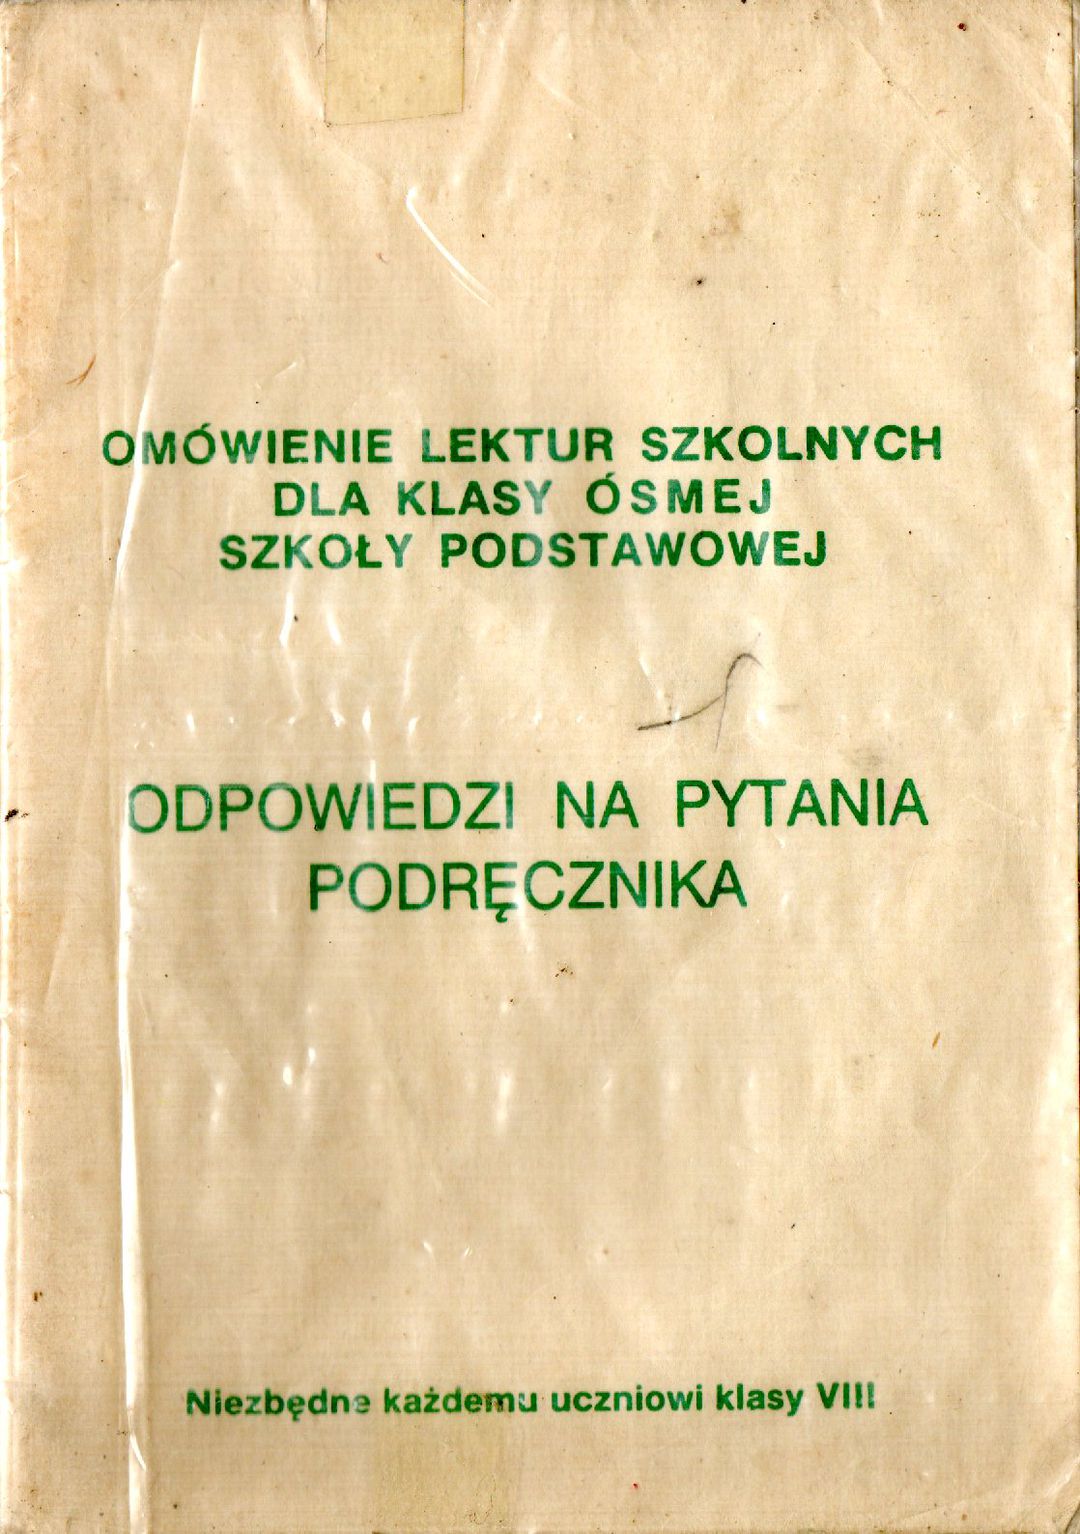 OMÓWIENIE LEKTUR SZKOLNYCH
DLA KLASY ÓSMEJ
SZKOŁY PODSTAWOWEJ
ODPOWIEDZI NA PYTANIA
PODRĘCZNIKA
Niezbędne każdemu uczniowi klasy VIII